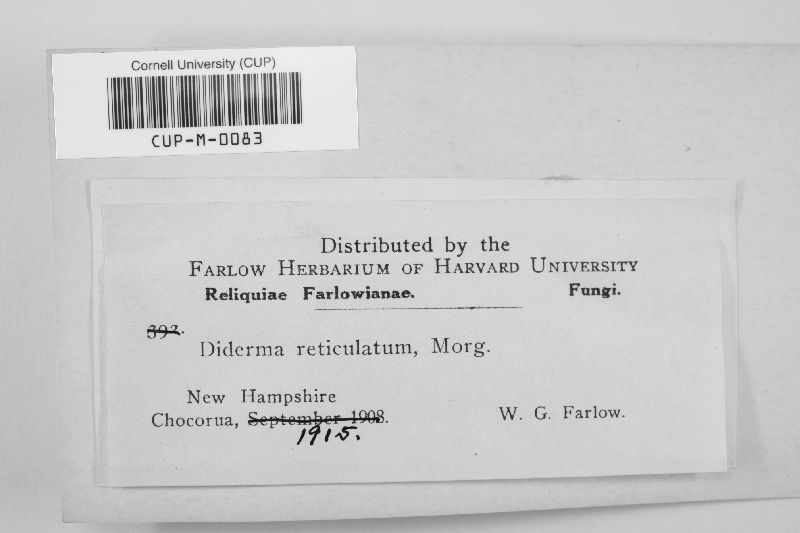 Cornell University (CUP)
CUP-M-0083
Distributed by the
FARLOW HERBARIUM OF HARVARD UNIVERSITY
Reliquiae Farlowianae. Fungi.
392.
Diderma reticulatum, Morg.
New Hampshire
Chocorua, September 1908. W. G. Farlow.
1915.